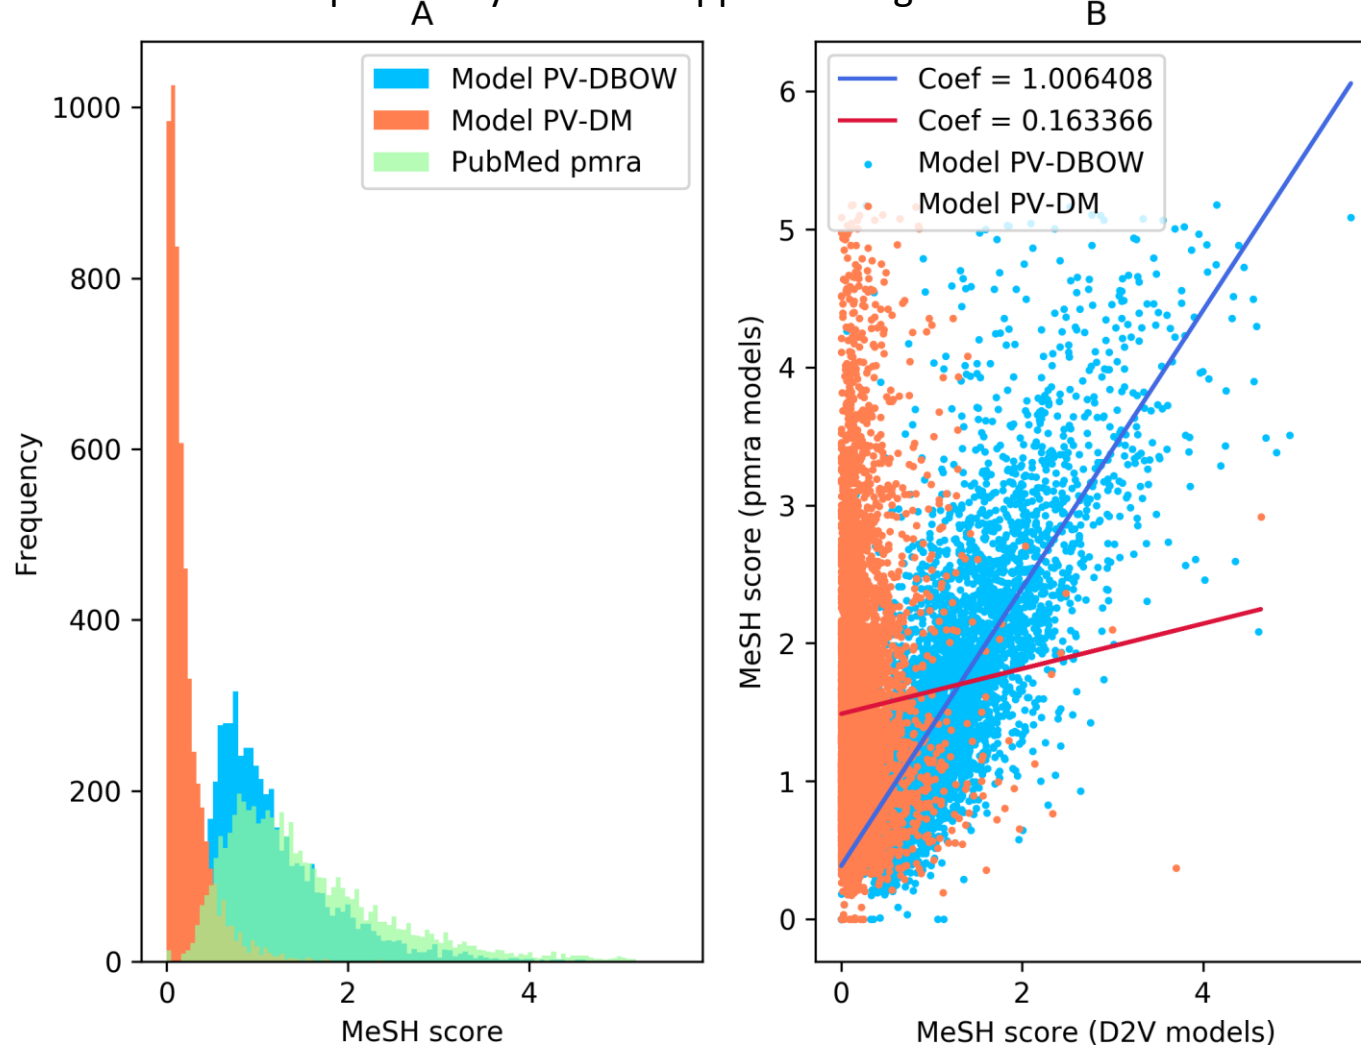 A
B
Model PV-DBOW
Model PV-DM
PubMed pmra
Coef = 1.006408
Coef = 0.163366
Model PV-DBOW
Model PV-DM
Frequency
1000
800
600
400
200
0
0 2 4
MeSH score
MeSH score (pmra models)
6
5
4
3
2
1
0
0 2 4
MeSH score (D2V models)